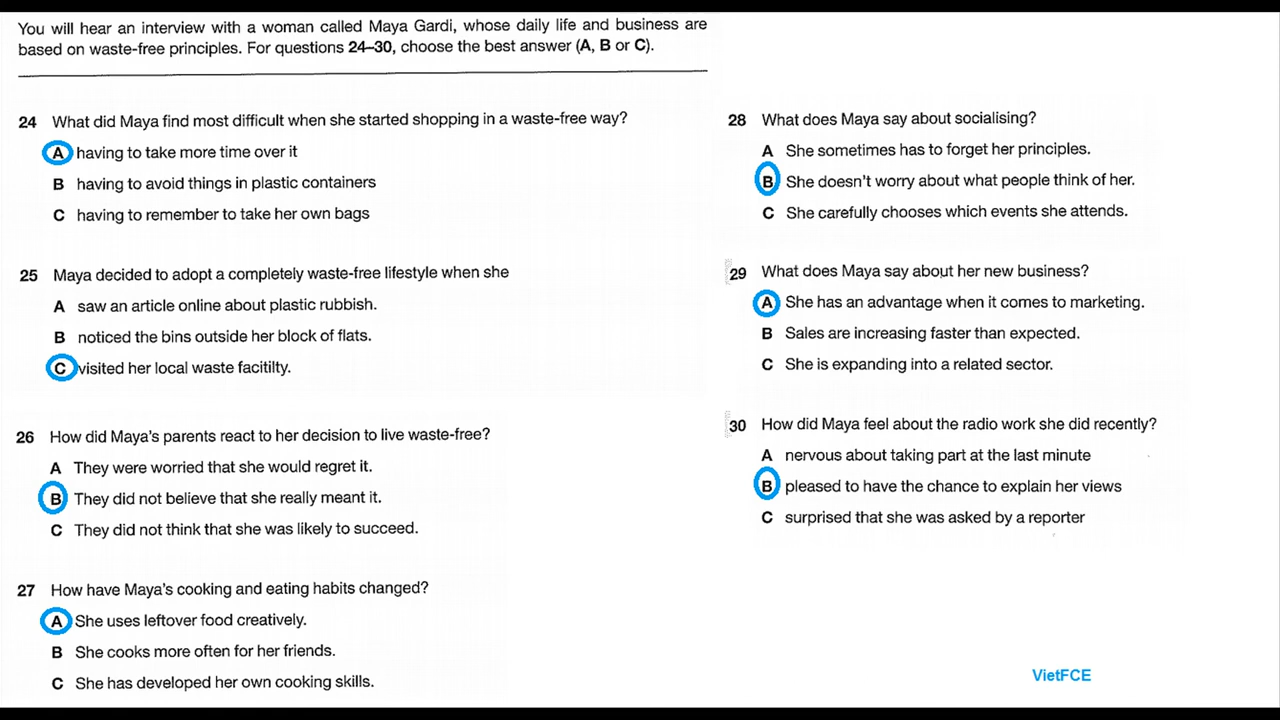 You will hear an interview with a woman called Maya Gardi, whose daily life and business are
based on waste-free principles. For questions 24–30, choose the best answer (A, B or C).
24 What did Maya find most difficult when she started shopping in a waste-free way?
A having to take more time over it
B having to avoid things in plastic containers
C having to remember to take her own bags
25 Maya decided to adopt a completely waste-free lifestyle when she
A saw an article online about plastic rubbish.
B noticed the bins outside her block of flats.
C visited her local waste facitilty.
26 How did Maya's parents react to her decision to live waste-free?
A They were worried that she would regret it.
B They did not believe that she really meant it.
C They did not think that she was likely to succeed.
27 How have Maya's cooking and eating habits changed?
A She uses leftover food creatively.
B She cooks more often for her friends.
C She has developed her own cooking skills.
28 What does Maya say about socialising?
A She sometimes has to forget her principles.
B She doesn't worry about what people think of her.
C She carefully chooses which events she attends.
29 What does Maya say about her new business?
A She has an advantage when it comes to marketing.
B Sales are increasing faster than expected.
C She is expanding into a related sector.
30 How did Maya feel about the radio work she did recently?
A nervous about taking part at the last minute
B pleased to have the chance to explain her views
C surprised that she was asked by a reporter
VietFCE